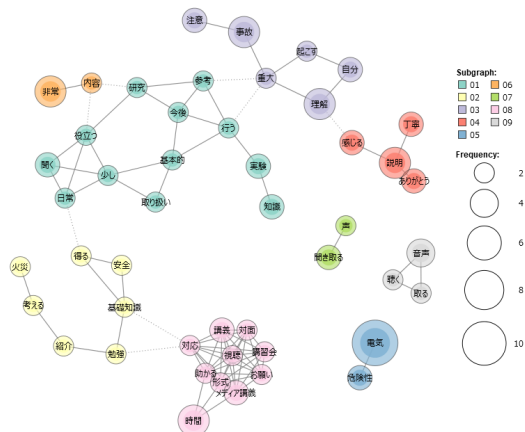 注意
事故
起こす
自分
重大
理解
非常
内容
研究
参考
今後
行う
役立つ
聞く
少し
基本的
日常
取り扱い
実験
知識
感じる
丁寧
説明
ありがとう
声
聞き取る
音声
聴く
取る
得る
安全
火災
考える
基礎知識
紹介
勉強
対応
講義
対面
視聴
講習会
助かる
形式
お願い
メディア講義
時間
電気
危険性
Subgraph:
01 06
02 07
03 08
04 09
05
Frequency:
2
4
6
8
10